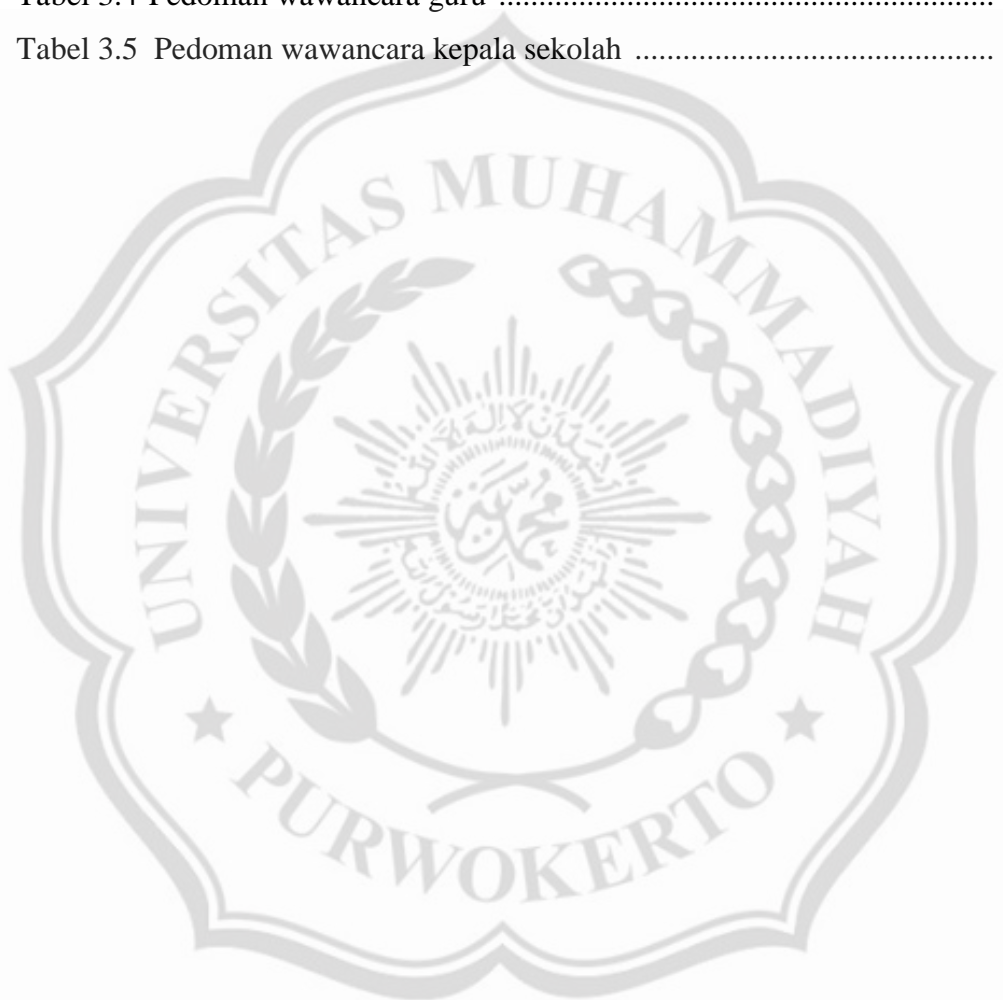 Tabel 3.4 Pedoman wawancara guru ..............................................................
Tabel 3.5 Pedoman wawancara kepala sekolah .............................................
UNIVERSITAS MUHAMMADIYAH
PURWOKERTO